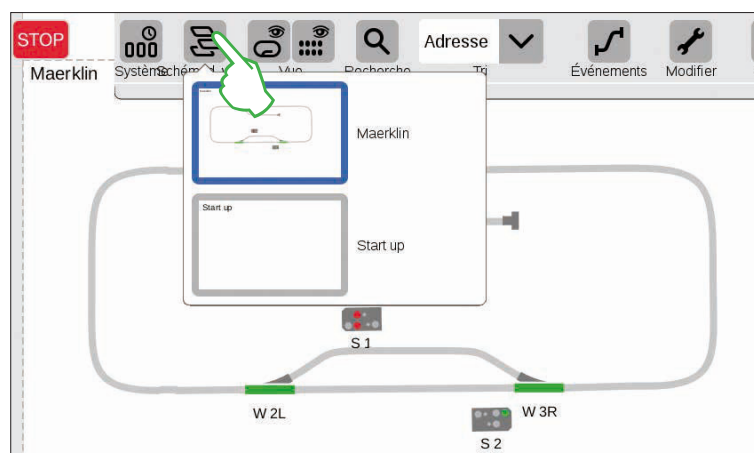 STOP
Adresse
Maerklin
Système
Vue
Recherche
Tri
Événements
Modifier
Maerklin
Start up
Start up
S 1
W 2L
W 3R
S 2